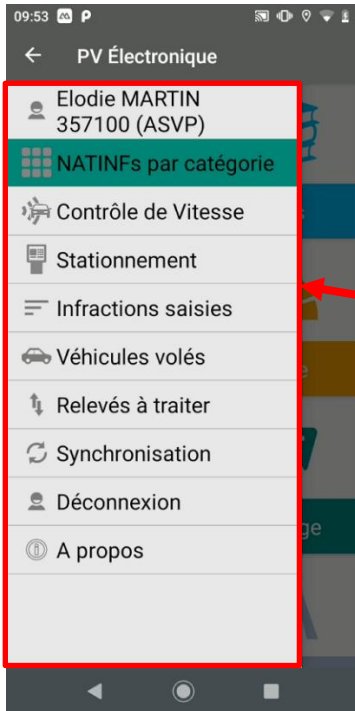 09:53
PV Électronique
Elodie MARTIN
357100 (ASVP)
NATINFs par catégorie
Contrôle de Vitesse
Stationnement
Infractions saisies
Véhicules volés
Relevés à traiter
Synchronisation
Déconnexion
A propos